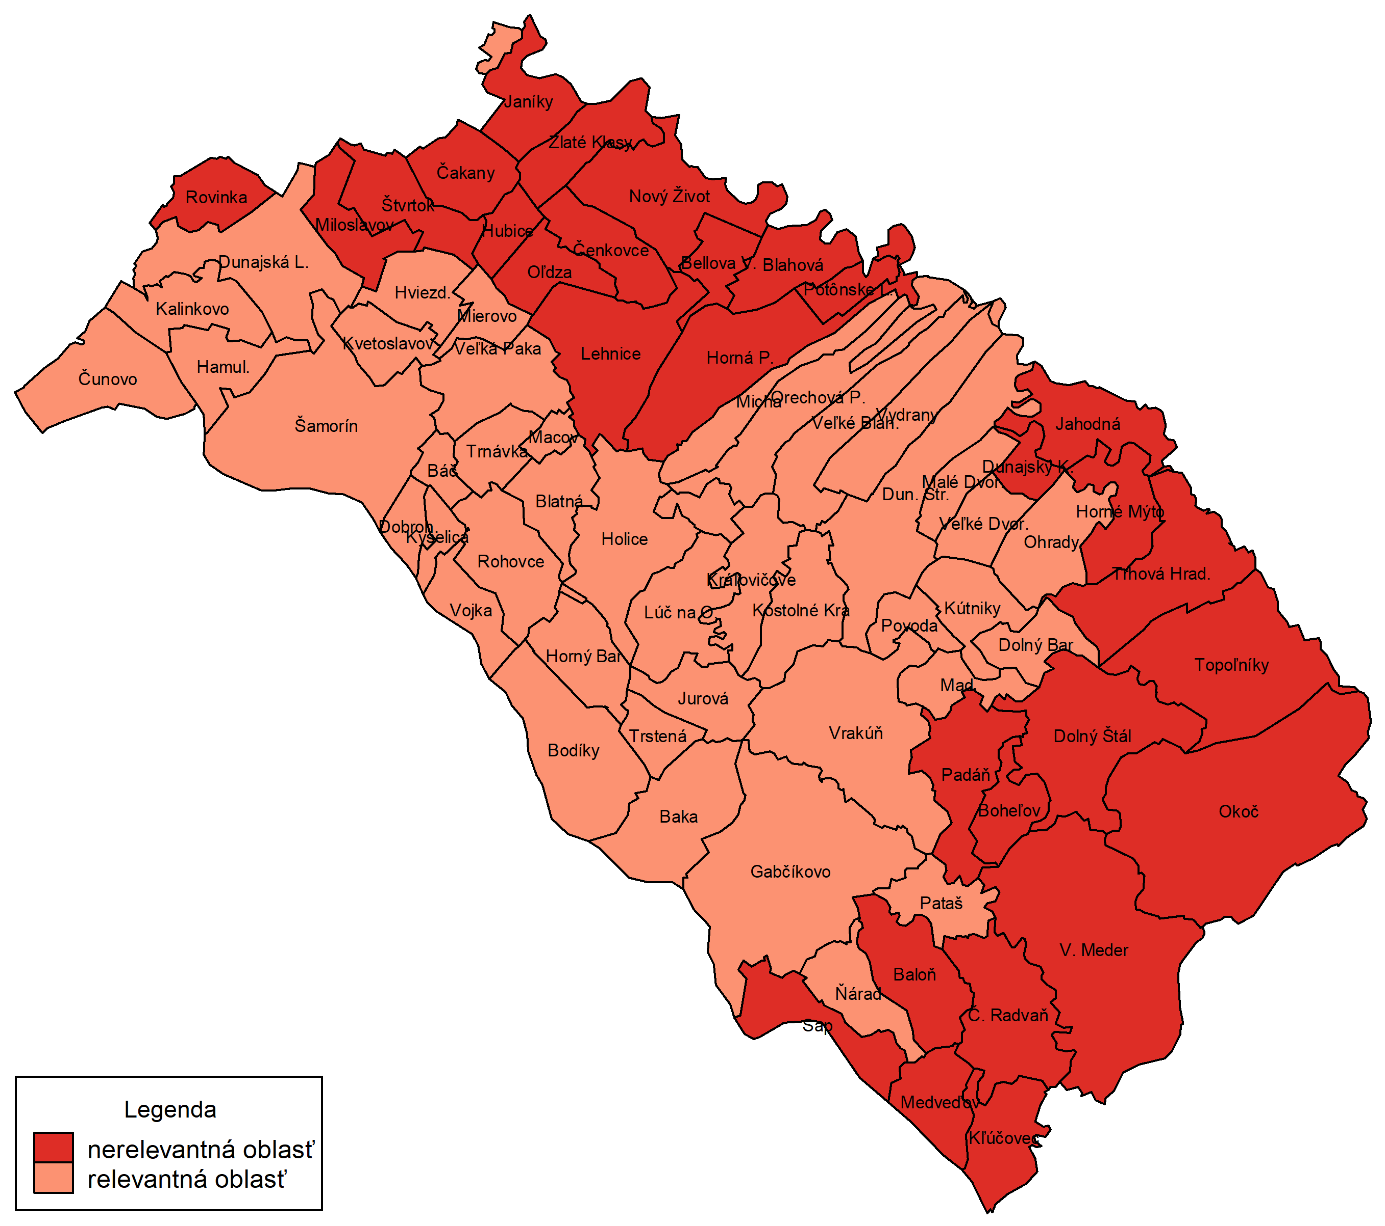 Janíky
Zlaté Klasy
Čakany
Rovinka
Nový Život
Štvrtok
Miloslavov
Hubice
Čenkovce
Dunajská L.
Bellova V.
Blahová
Oľdza
Hviezd.
Potônske L.
Kalinkovo
Mierovo
Kvetoslavov
Veľká Paka
Lehnice
Horná P.
Hamul.
Čunovo
Orechová P.
Micha
Vydrany
Veľké Blah.
Jahodná
Šamorín
Macov
Trnávka
Báč
Dunajský K.
Malé Dvor.
Dun. Str.
Blatná
Horné Mýto
Dobroh.
Kyselica
Veľké Dvor.
Holice
Ohrady
Rohovce
Trhová Hrad.
Kráľovičove
Vojka
Lúč na O.
Kostolné Kra
Kútniky
Povoda
Dolný Bar
Horný Bar
Topoľníky
Mad.
Jurová
Trstená
Vrakúň
Dolný Štál
Bodíky
Padáň
Boheľov
Okoč
Baka
Gabčíkovo
Pataš
V. Meder
Baloň
Ňárad
Č. Radvaň
Sap
Medveďov
Kľúčovec
Legenda
nerelevantná oblasť
relevantná oblasť